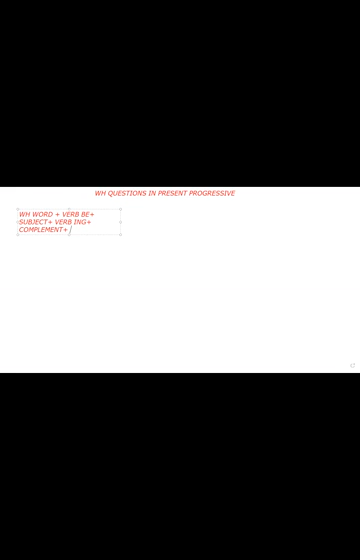 WH QUESTIONS IN PRESENT PROGRESSIVE
WH WORD + VERB BE+
SUBJECT+ VERB ING+
COMPLEMENT+